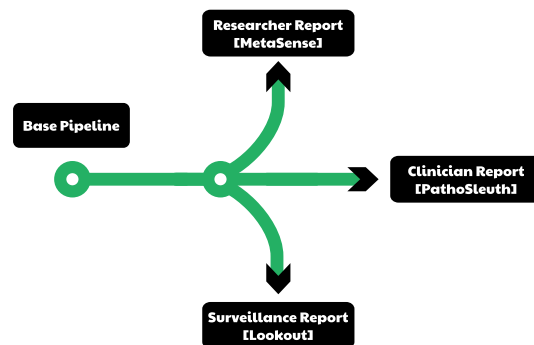 Researcher Report
[MetaSense]
Base Pipeline
Clinician Report
[PathoSleuth]
Surveillance Report
[Lookout]